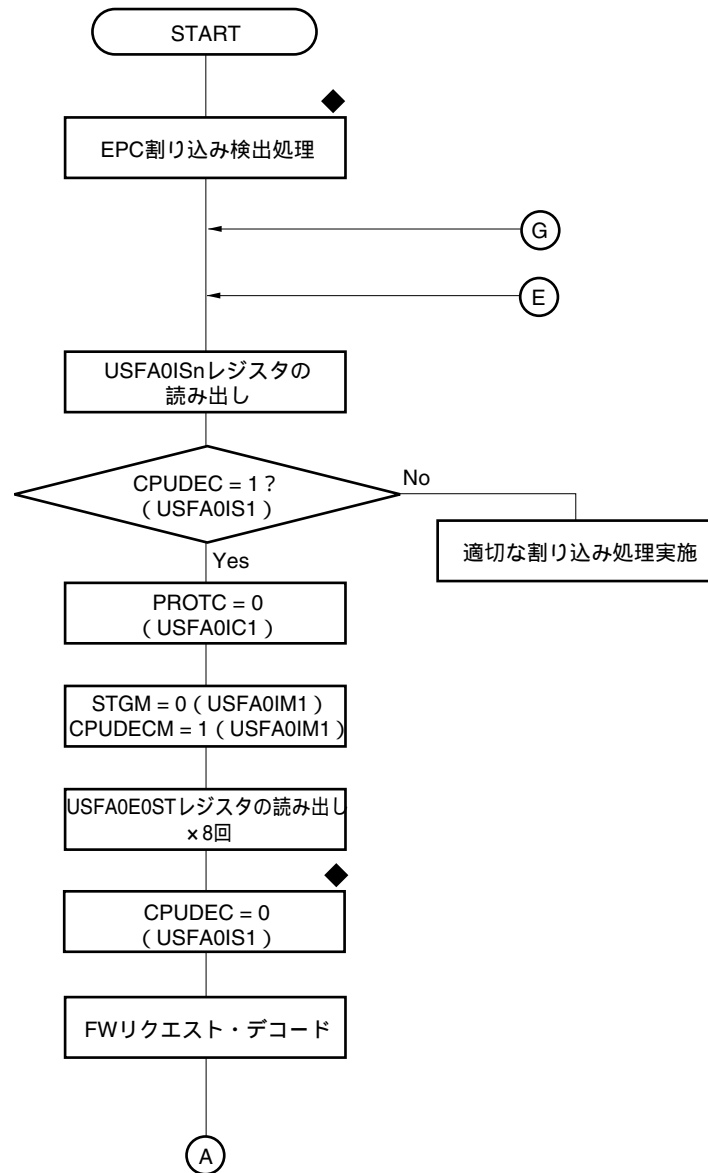 START
EPC割り込み検出処理
G
E
USFA0ISnレジスタの
読み出し
CPUDEC = 1？
（USFA0IS1）
No
適切な割り込み処理実施
Yes
PROTC = 0
（USFA0IC1）
STGM = 0（USFA0IM1）
CPUDECM = 1（USFA0IM1）
USFA0E0STレジスタの読み出し
×8回
CPUDEC = 0
（USFA0IS1）
FWリクエスト・デコード
A